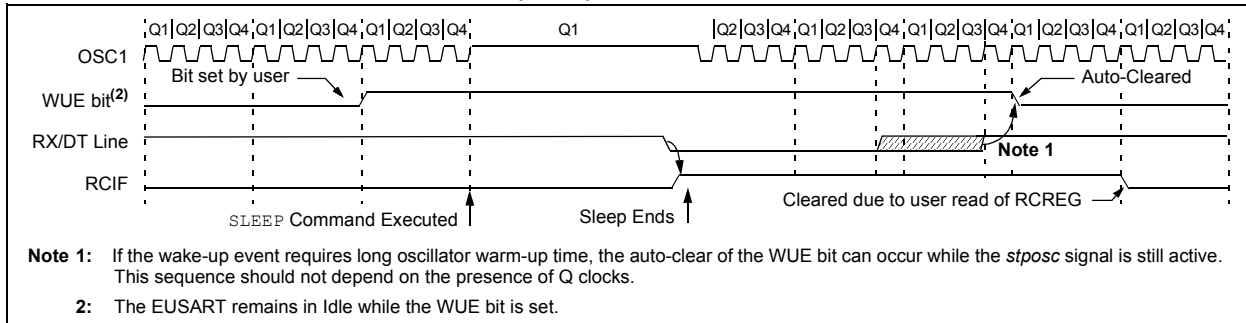 Q1 Q2 Q3 Q4 Q1 Q2 Q3 Q4 Q1 Q2 Q3 Q4 Q1 Q2 Q3 Q4 Q1 Q2 Q3 Q4 Q1 Q2 Q3 Q4 Q1 Q2 Q3 Q4 Q1 Q2 Q3 Q4
OSC1
Bit set by user
Auto-Cleared
WUE bit(2)
RX/DT Line
Note 1
RCIF
Cleared due to user read of RCREG
SLEEP Command Executed
Sleep Ends
Note 1: If the wake-up event requires long oscillator warm-up time, the auto-clear of the WUE bit can occur while the stposc signal is still active.
This sequence should not depend on the presence of Q clocks.
2: The EUSART remains in Idle while the WUE bit is set.